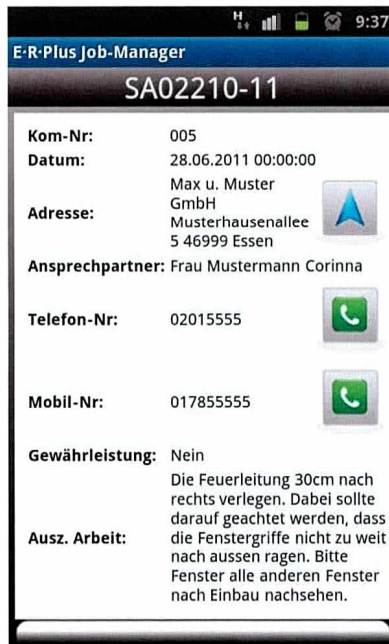 H 9:37
E·R·Plus Job-Manager
SA02210-11
Kom-Nr: 005
Datum: 28.06.2011 00:00:00
Adresse: Max u. Muster
GmbH
Musterhausenallee
5 46999 Essen
Ansprechpartner: Frau Mustermann Corinna
Telefon-Nr: 02015555
Mobil-Nr: 017855555
Gewährleistung: Nein
Ausz. Arbeit: Die Feuerleitung 30cm nach
rechts verlegen. Dabei sollte
darauf geachtet werden, dass
die Fenstergriffe nicht zu weit
nach aussen ragen. Bitte
Fenster alle anderen Fenster
nach Einbau nachsehen.